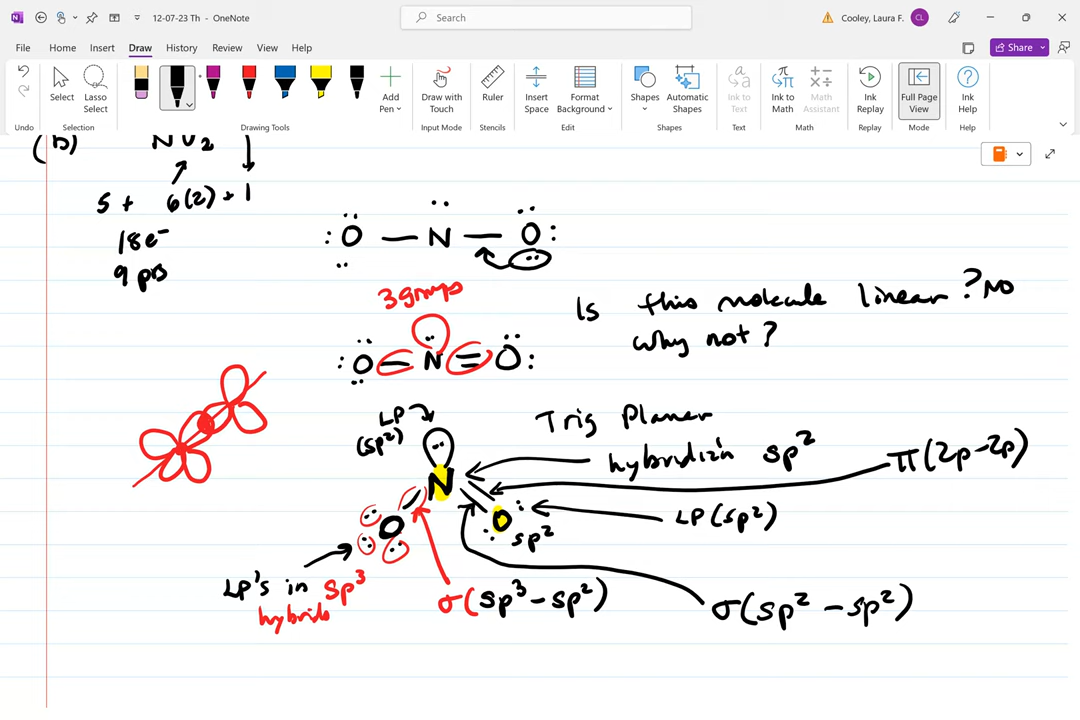 12-07-23 Th - OneNote
Search
Cooley, Laura F.
CL
File Home Insert Draw History Review View Help
Share
Select
Lasso Select
Add Pen
Draw with Touch
Ruler
Insert Space
Format Background
Shapes
Automatic Shapes
Ink to Text
Ink to Math
Math Assistant
Ink Replay
Full Page View
Ink Help
Undo
Selection
Drawing Tools
Input Mode
Stencils
Edit
Shapes
Text
Math
Replay
Mode
Help
(b) NO2
5 + 6(2) + 1
18e-
9 prs
:O — N — O:
3 groups
Is this molecule linear? No
why not?
:O — N = O:
LP
(sp2)
Trig Planer
hybridiz'n sp2
π(2p-2p)
N
O
O
sp2
LP(sp2)
LP's in sp3
hybrids
σ(sp3-sp2)
σ(sp2-sp2)